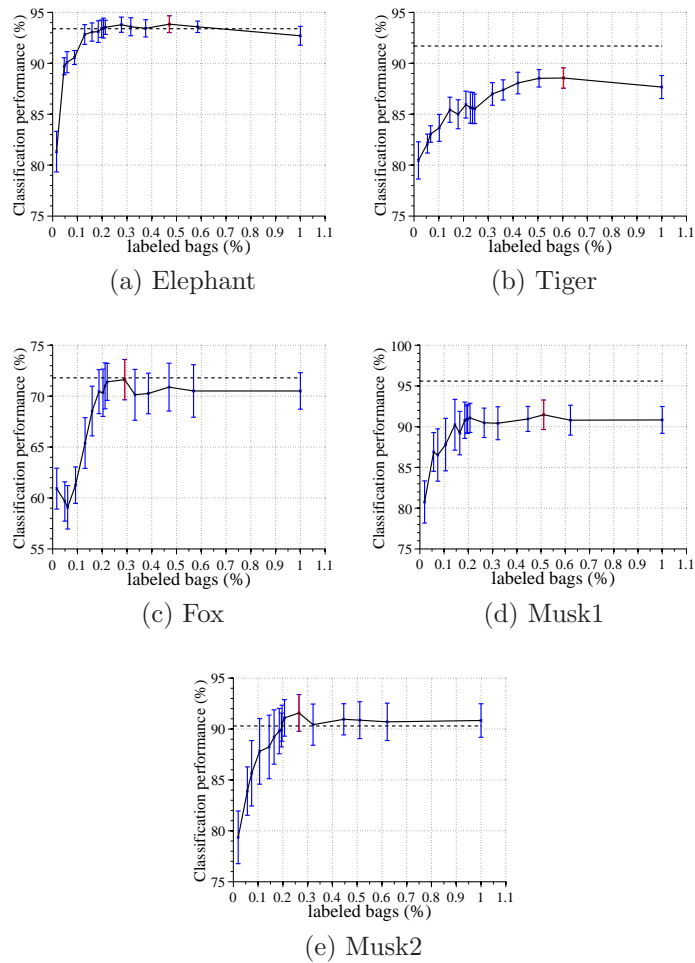 Classification performance (%)
95
90
85
80
75
0 0.1 0.2 0.3 0.4 0.5 0.6 0.7 0.8 0.9 1 1.1
labeled bags (%)
(a) Elephant
Classification performance (%)
95
90
85
80
75
0 0.1 0.2 0.3 0.4 0.5 0.6 0.7 0.8 0.9 1 1.1
labeled bags (%)
(b) Tiger
Classification performance (%)
75
70
65
60
55
0 0.1 0.2 0.3 0.4 0.5 0.6 0.7 0.8 0.9 1 1.1
labeled bags (%)
(c) Fox
Classification performance (%)
100
95
90
85
80
75
0 0.1 0.2 0.3 0.4 0.5 0.6 0.7 0.8 0.9 1 1.1
labeled bags (%)
(d) Musk1
Classification performance (%)
95
90
85
80
75
0 0.1 0.2 0.3 0.4 0.5 0.6 0.7 0.8 0.9 1 1.1
labeled bags (%)
(e) Musk2